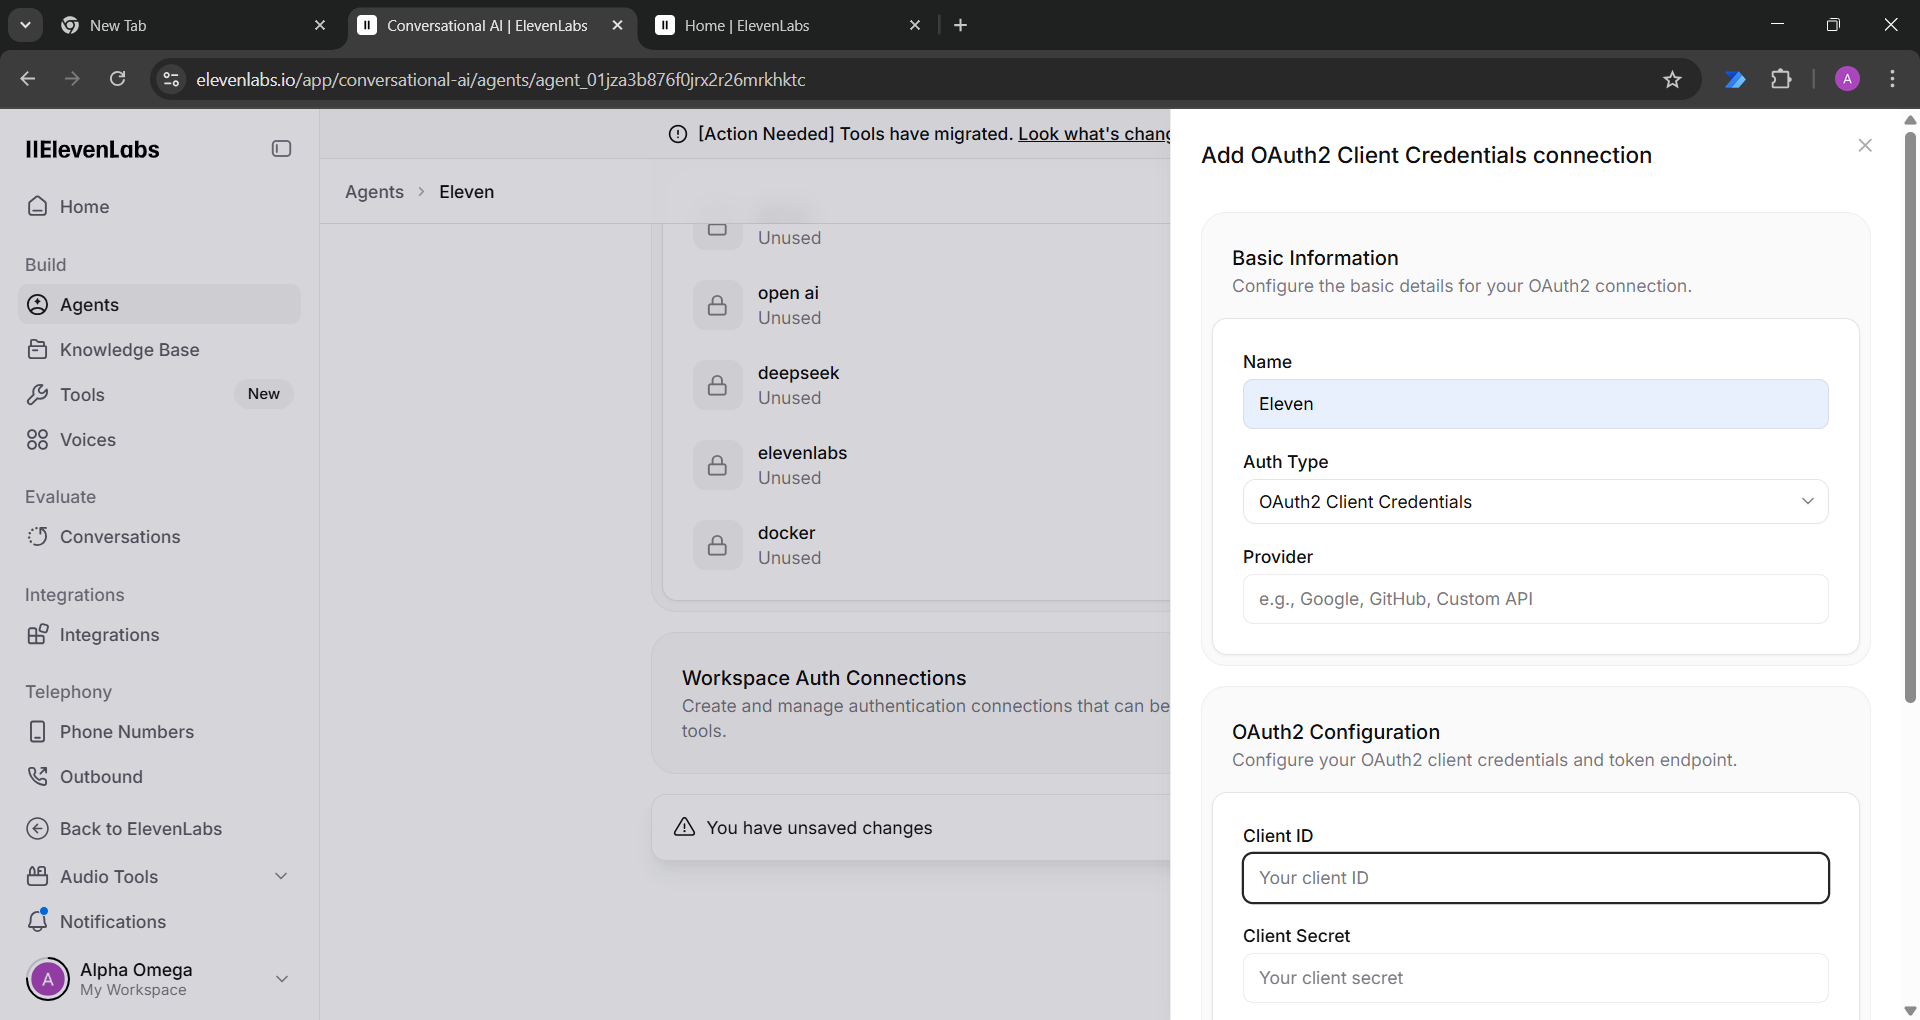 New Tab
Conversational AI | ElevenLabs
Home | ElevenLabs
elevenlabs.io/app/conversational-ai/agents/agent_01jza3b876f0jrx2r26mrkhktc
A
IIElevenLabs
Home
Build
Agents
Knowledge Base
Tools
New
Voices
Evaluate
Conversations
Integrations
Integrations
Telephony
Phone Numbers
Outbound
Back to ElevenLabs
Audio Tools
Notifications
A
Alpha Omega
My Workspace
[Action Needed] Tools have migrated. Look what's chang
Agents > Eleven
Unused
open ai
Unused
deepseek
Unused
elevenlabs
Unused
docker
Unused
Workspace Auth Connections
Create and manage authentication connections that can be
tools.
You have unsaved changes
Add OAuth2 Client Credentials connection
Basic Information
Configure the basic details for your OAuth2 connection.
Name
Eleven
Auth Type
OAuth2 Client Credentials
Provider
e.g., Google, GitHub, Custom API
OAuth2 Configuration
Configure your OAuth2 client credentials and token endpoint.
Client ID
Your client ID
Client Secret
Your client secret